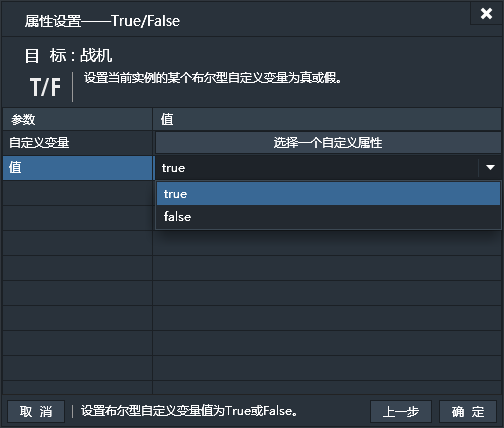 属性设置——True/False
目 标:战机
T/F
设置当前实例的某个布尔型自定义变量为真或假。
参数 值
自定义变量 选择一个自定义属性
值 true
true
false
取 消 设置布尔型自定义变量值为True或False。 上一步 确 定